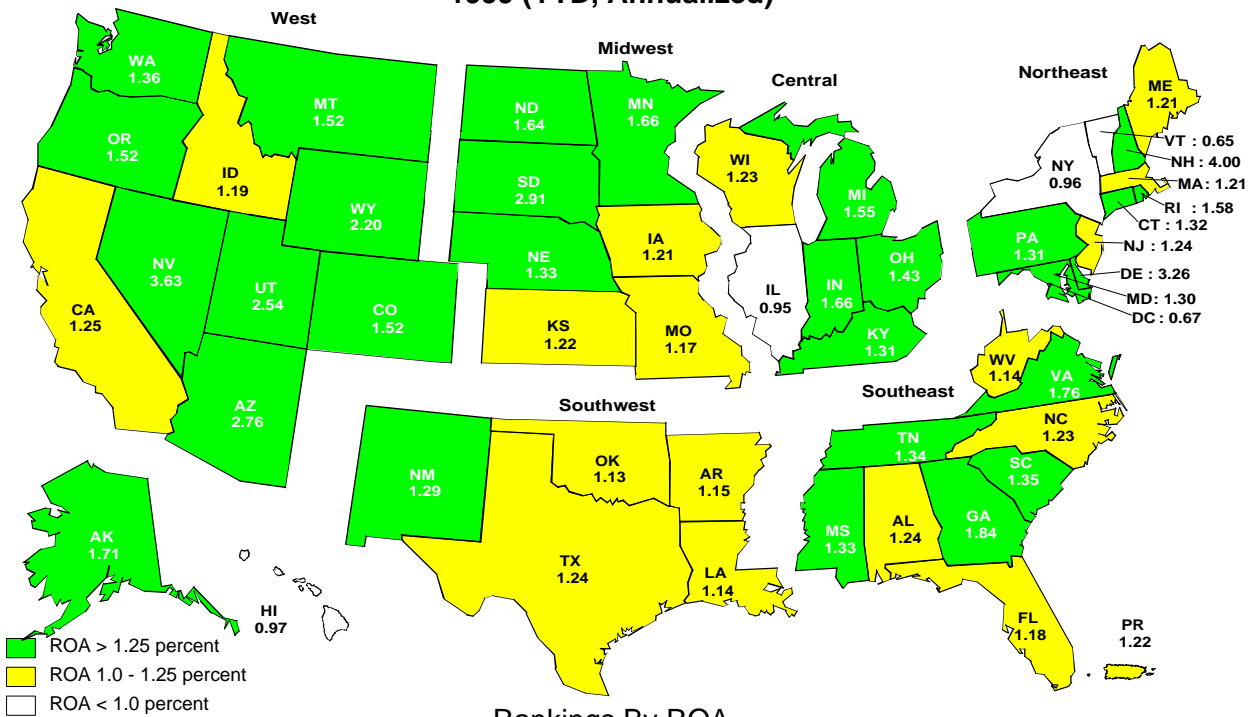 West
Midwest
Central
Northeast
WA
1.36
MT
1.52
OR
1.52
ID
1.19
WY
2.20
NV
3.63
UT
2.54
CO
1.52
CA
1.25
AZ
2.76
ND
1.64
MN
1.66
SD
2.91
NE
1.33
IA
1.21
KS
1.22
MO
1.17
WI
1.23
MI
1.55
IL
0.95
IN
1.66
OH
1.43
KY
1.31
ME
1.21
NY
0.96
VT : 0.65
NH : 4.00
MA : 1.21
RI : 1.58
CT : 1.32
NJ : 1.24
PA
1.31
DE : 3.26
MD: 1.30
DC : 0.67
Southwest
Southeast
NM
1.29
OK
1.13
AR
1.15
TX
1.24
LA
1.14
WV
1.14
VA
1.76
NC
1.23
TN
1.34
SC
1.35
MS
1.33
AL
1.24
GA
1.84
FL
1.18
PR
1.22
AK
1.71
HI
0.97
ROA > 1.25 percent
ROA 1.0 - 1.25 percent
ROA < 1.0 percent